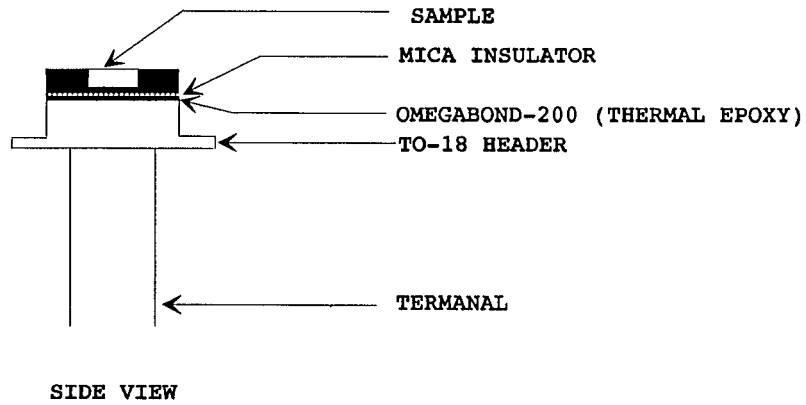 SAMPLE
MICA INSULATOR
OMEGABOND-200 (THERMAL EPOXY)
TO-18 HEADER
TERMANAL
SIDE VIEW